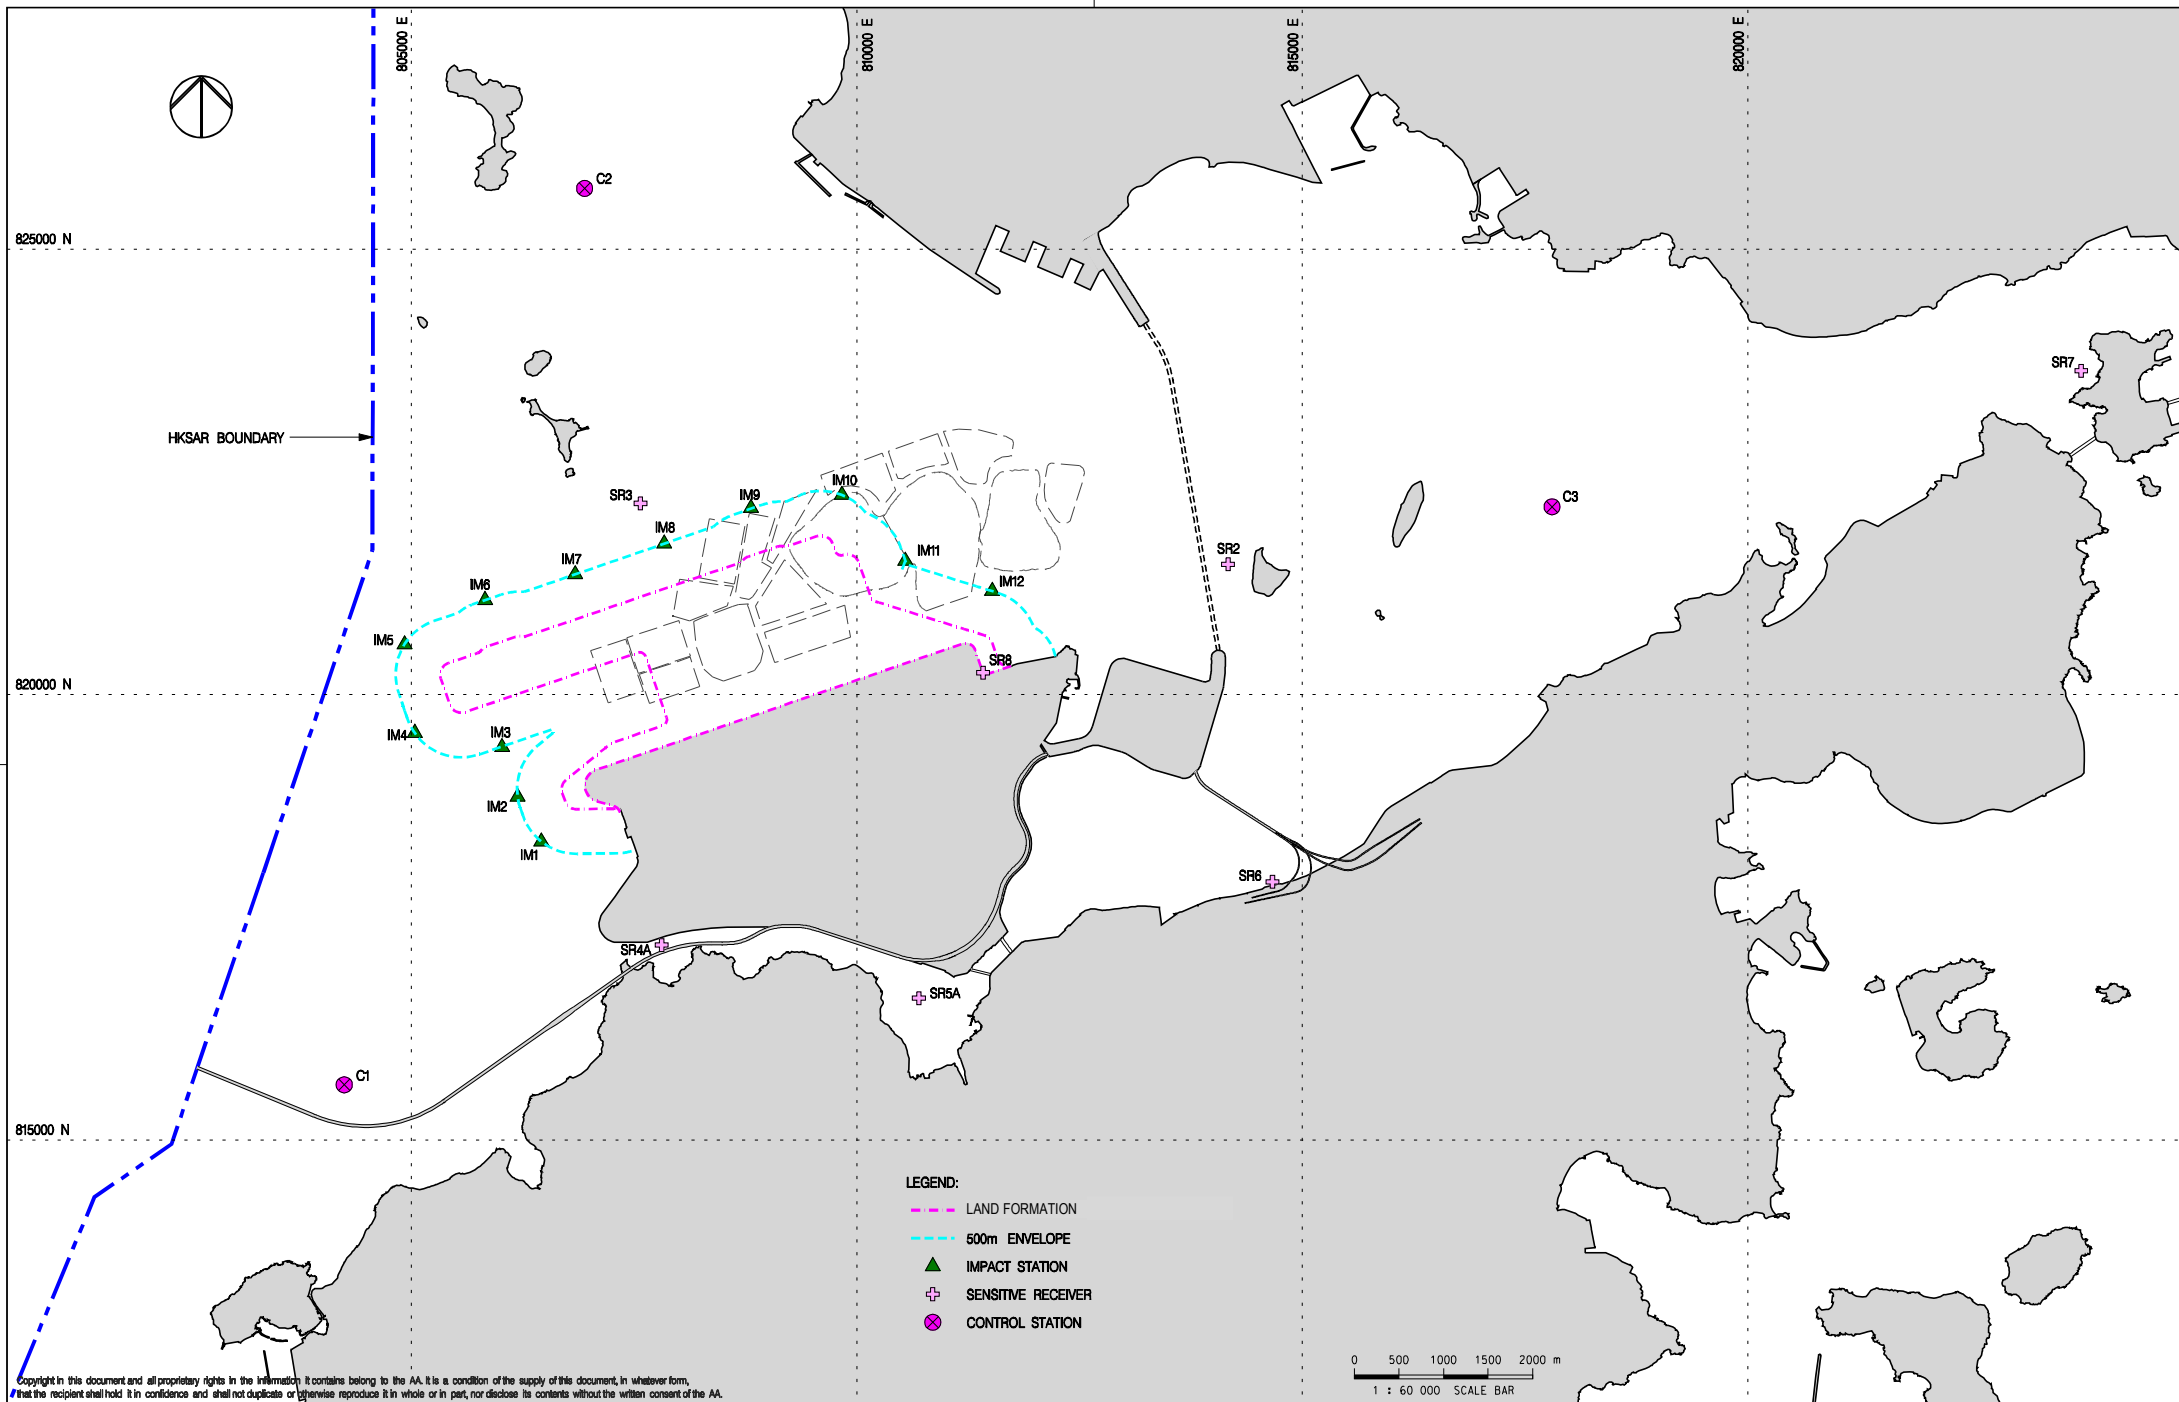 805000 E
810000 E
815000 E
820000 E
C2
825000 N
SR7
HKSAR BOUNDARY
SR3
IM9
IM10
C3
IM8
IM11
SR2
IM7
IM6
IM12
IM5
SR8
820000 N
IM4
IM3
IM2
IM1
SR6
SR4A
SR5A
C1
815000 N
LEGEND:
LAND FORMATION
500m ENVELOPE
IMPACT STATION
SENSITIVE RECEIVER
CONTROL STATION
0 500 1000 1500 2000 m
1 : 60 000 SCALE BAR
Copyright in this document and all proprietary rights in the information it contains belong to the AA. It is a condition of the supply of this document, in whatever form,
that the recipient shall hold it in confidence and shall not duplicate or otherwise reproduce it in whole or in part, nor disclose its contents without the written consent of the AA.